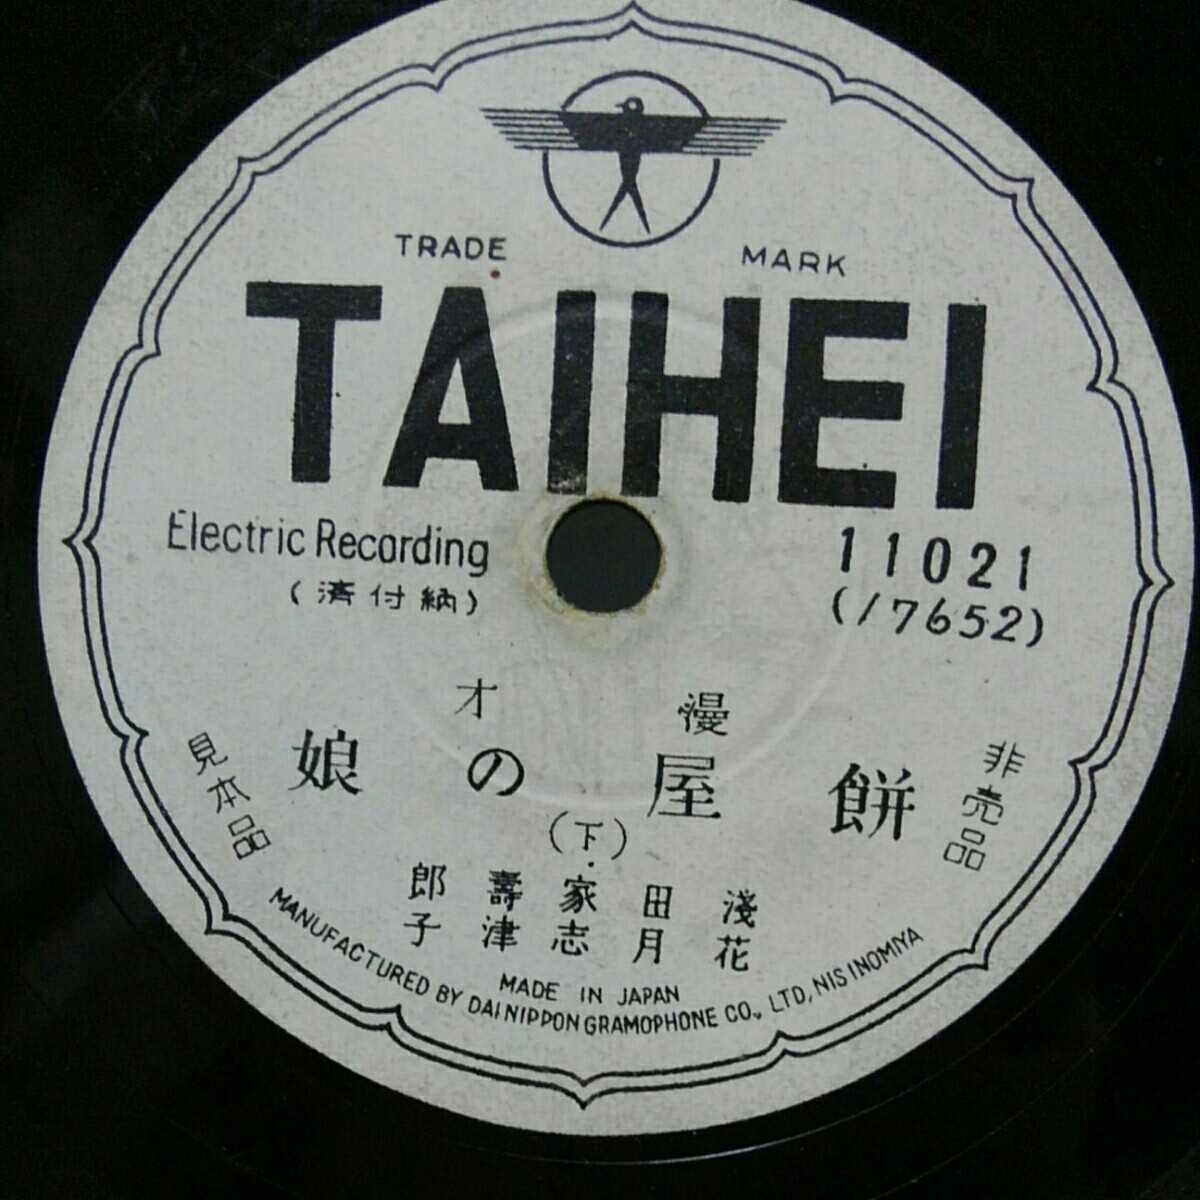 TRADE MARK
TAIHEI
Electric Recording
(納付済)
11021
(17652)
漫才
餅屋の娘
(下)
非売品
見本品
淺田家壽郎
花月志津子
MADE IN JAPAN
MANUFACTURED BY DAI NIPPON GRAMOPHONE CO., LTD, NISINOMIYA